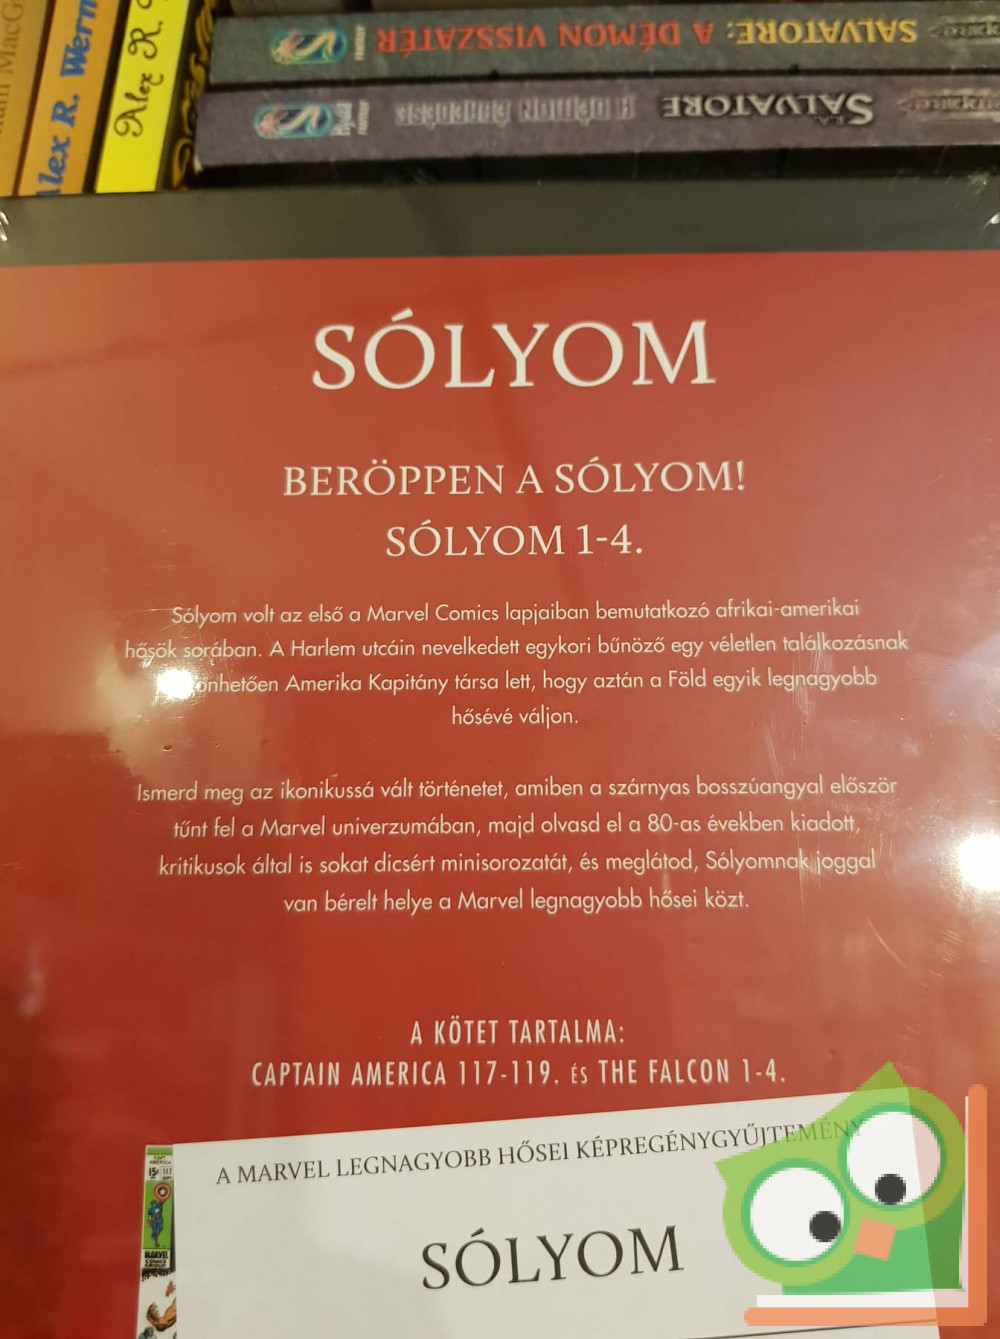 Alex R. Werm
Alex R.
SALVATORE: A DÉMON VISSZATÉR
SALVATORE
SÓLYOM
BERÖPPEN A SÓLYOM!
SÓLYOM 1-4.
Sólyom volt az első a Marvel Comics lapjaiban bemutatkozó afrikai-amerikai
hősök sorában. A Harlem utcáin nevelkedett egykori bűnöző egy véletlen találkozásnak
önhetően Amerika Kapitány társa lett, hogy aztán a Föld egyik legnagyobb
hősévé váljon.
Ismerd meg az ikonikussá vált történetet, amiben a szárnyas bosszúangyal először
tűnt fel a Marvel univerzumában, majd olvasd el a 80-as években kiadott,
kritikusok által is sokat dicsért minisorozatát, és meglátod, Sólyomnak joggal
van bérelt helye a Marvel legnagyobb hősei közt.
A KÖTET TARTALMA:
CAPTAIN AMERICA 117-119. és THE FALCON 1-4.
A MARVEL LEGNAGYOBB HŐSEI KÉPREGÉNYGYŰJTEMÉNY
SÓLYOM